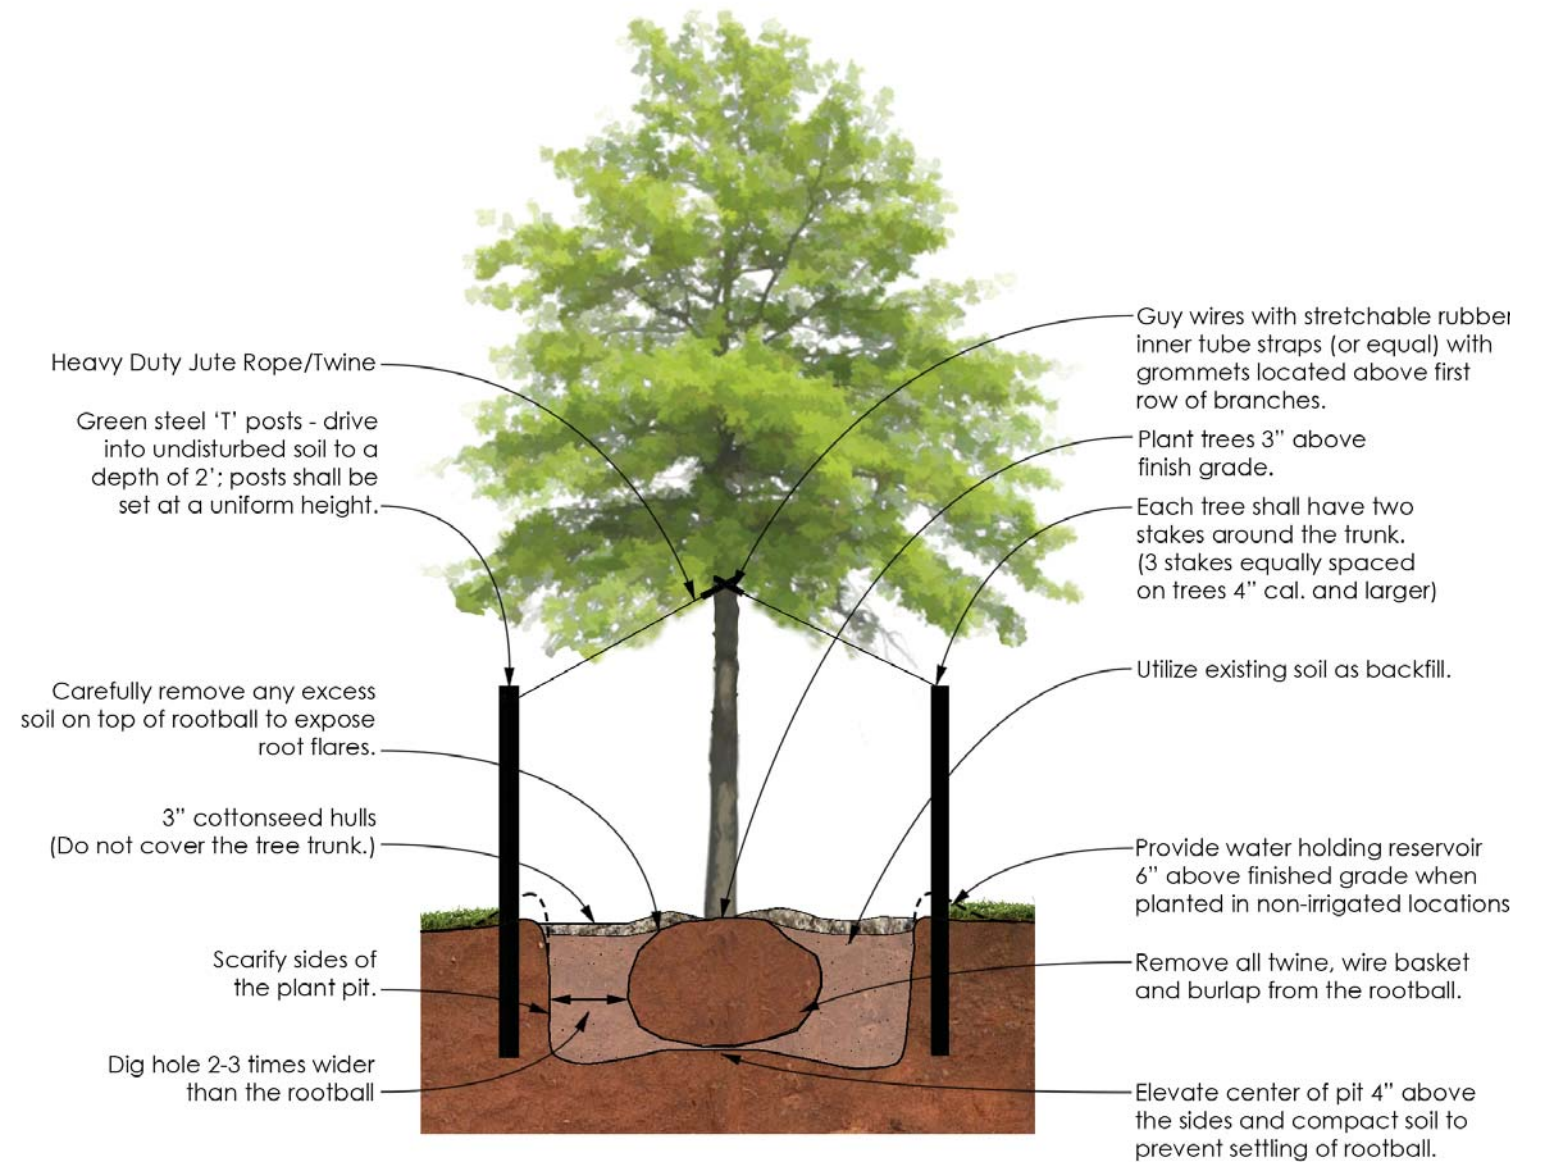 Heavy Duty Jute Rope/Twine
Green steel ‘T’ posts - drive
into undisturbed soil to a
depth of 2’; posts shall be
set at a uniform height.
Carefully remove any excess
soil on top of rootball to expose
root flares.
3” cottonseed hulls
(Do not cover the tree trunk.)
Scarify sides of
the plant pit.
Dig hole 2-3 times wider
than the rootball
Guy wires with stretchable rubber
inner tube straps (or equal) with
grommets located above first
row of branches.
Plant trees 3” above
finish grade.
Each tree shall have two
stakes around the trunk.
(3 stakes equally spaced
on trees 4” cal. and larger)
Utilize existing soil as backfill.
Provide water holding reservoir
6” above finished grade when
planted in non-irrigated locations
Remove all twine, wire basket
and burlap from the rootball.
Elevate center of pit 4” above
the sides and compact soil to
prevent settling of rootball.